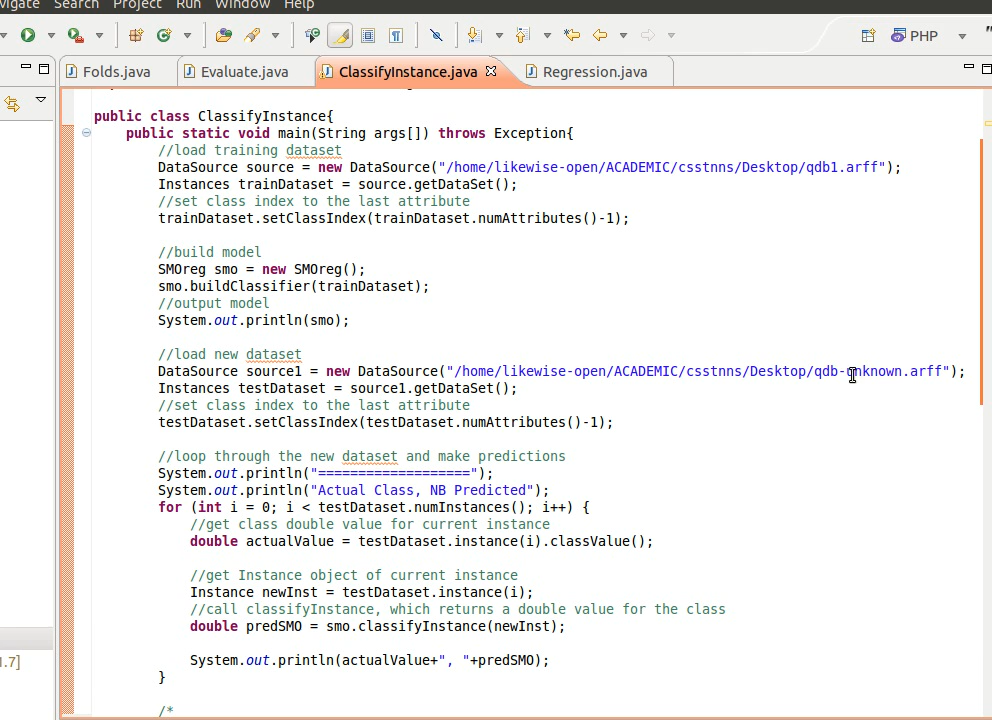 vigate Search Project Run Window Help
PHP
Folds.java Evaluate.java ClassifyInstance.java Regression.java
public class ClassifyInstance{
public static void main(String args[]) throws Exception{
//load training dataset
DataSource source = new DataSource("/home/likewise-open/ACADEMIC/csstnns/Desktop/qdb1.arff");
Instances trainDataset = source.getDataSet();
//set class index to the last attribute
trainDataset.setClassIndex(trainDataset.numAttributes()-1);
//build model
SMOreg smo = new SMOreg();
smo.buildClassifier(trainDataset);
//output model
System.out.println(smo);
//load new dataset
DataSource source1 = new DataSource("/home/likewise-open/ACADEMIC/csstnns/Desktop/qdb-unknown.arff");
Instances testDataset = source1.getDataSet();
//set class index to the last attribute
testDataset.setClassIndex(testDataset.numAttributes()-1);
//loop through the new dataset and make predictions
System.out.println("===================");
System.out.println("Actual Class, NB Predicted");
for (int i = 0; i < testDataset.numInstances(); i++) {
//get class double value for current instance
double actualValue = testDataset.instance(i).classValue();
//get Instance object of current instance
Instance newInst = testDataset.instance(i);
//call classifyInstance, which returns a double value for the class
double predSMO = smo.classifyInstance(newInst);
System.out.println(actualValue+", "+predSMO);
}
/*
1.7]